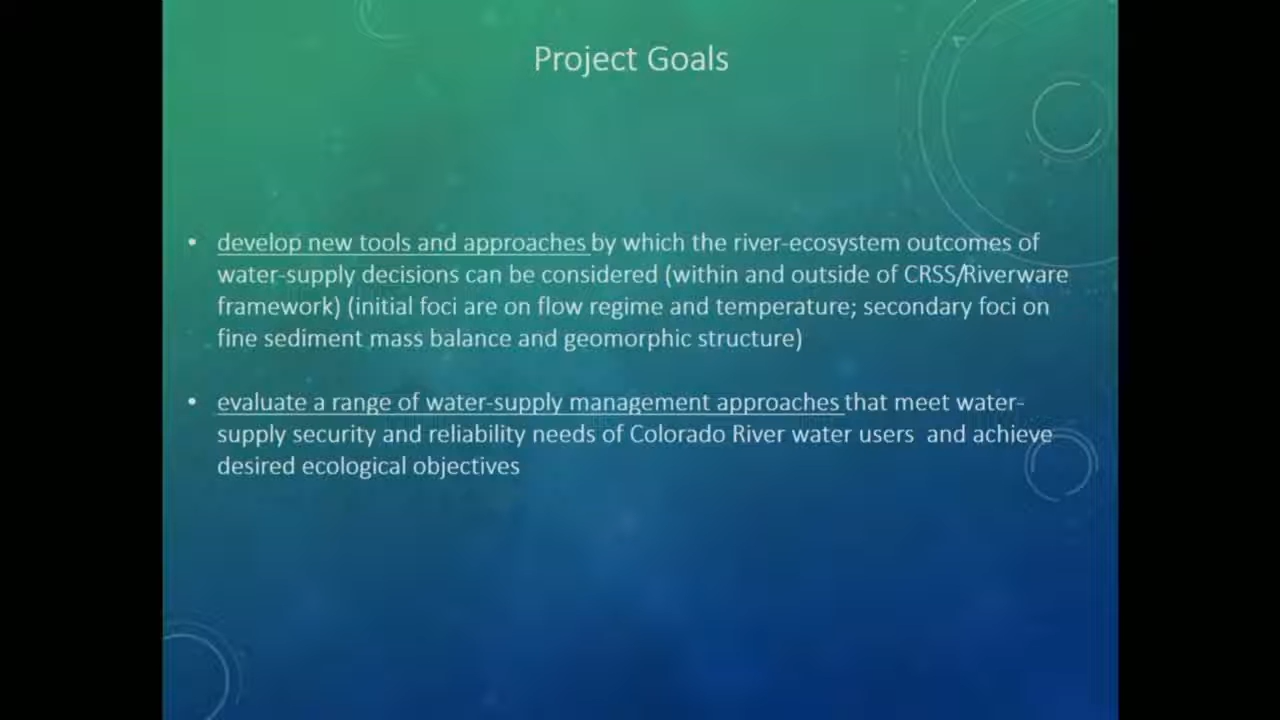 Project Goals
• develop new tools and approaches by which the river-ecosystem outcomes of
water-supply decisions can be considered (within and outside of CRSS/Riverware
framework) (initial foci are on flow regime and temperature; secondary foci on
fine sediment mass balance and geomorphic structure)
• evaluate a range of water-supply management approaches that meet water-
supply security and reliability needs of Colorado River water users and achieve
desired ecological objectives